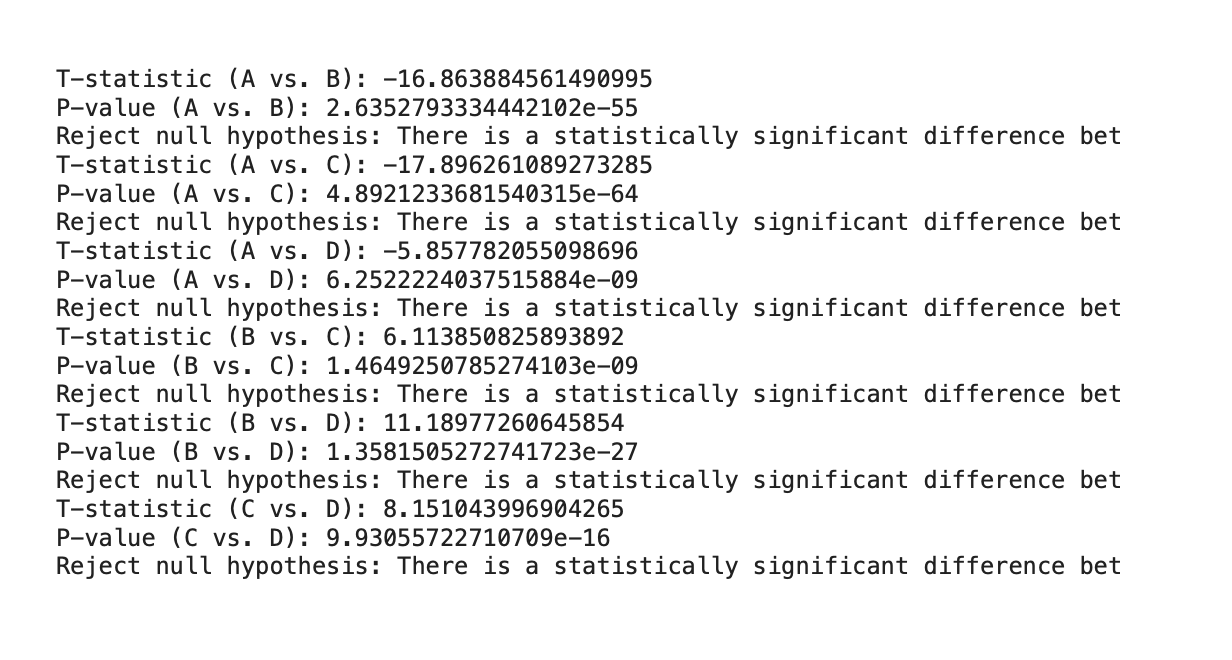 T-statistic (A vs. B): -16.863884561490995
P-value (A vs. B): 2.6352793334442102e-55
Reject null hypothesis: There is a statistically significant difference bet
T-statistic (A vs. C): -17.896261089273285
P-value (A vs. C): 4.8921233681540315e-64
Reject null hypothesis: There is a statistically significant difference bet
T-statistic (A vs. D): -5.857782055098696
P-value (A vs. D): 6.2522224037515884e-09
Reject null hypothesis: There is a statistically significant difference bet
T-statistic (B vs. C): 6.113850825893892
P-value (B vs. C): 1.4649250785274103e-09
Reject null hypothesis: There is a statistically significant difference bet
T-statistic (B vs. D): 11.18977260645854
P-value (B vs. D): 1.3581505272741723e-27
Reject null hypothesis: There is a statistically significant difference bet
T-statistic (C vs. D): 8.151043996904265
P-value (C vs. D): 9.93055722710709e-16
Reject null hypothesis: There is a statistically significant difference bet